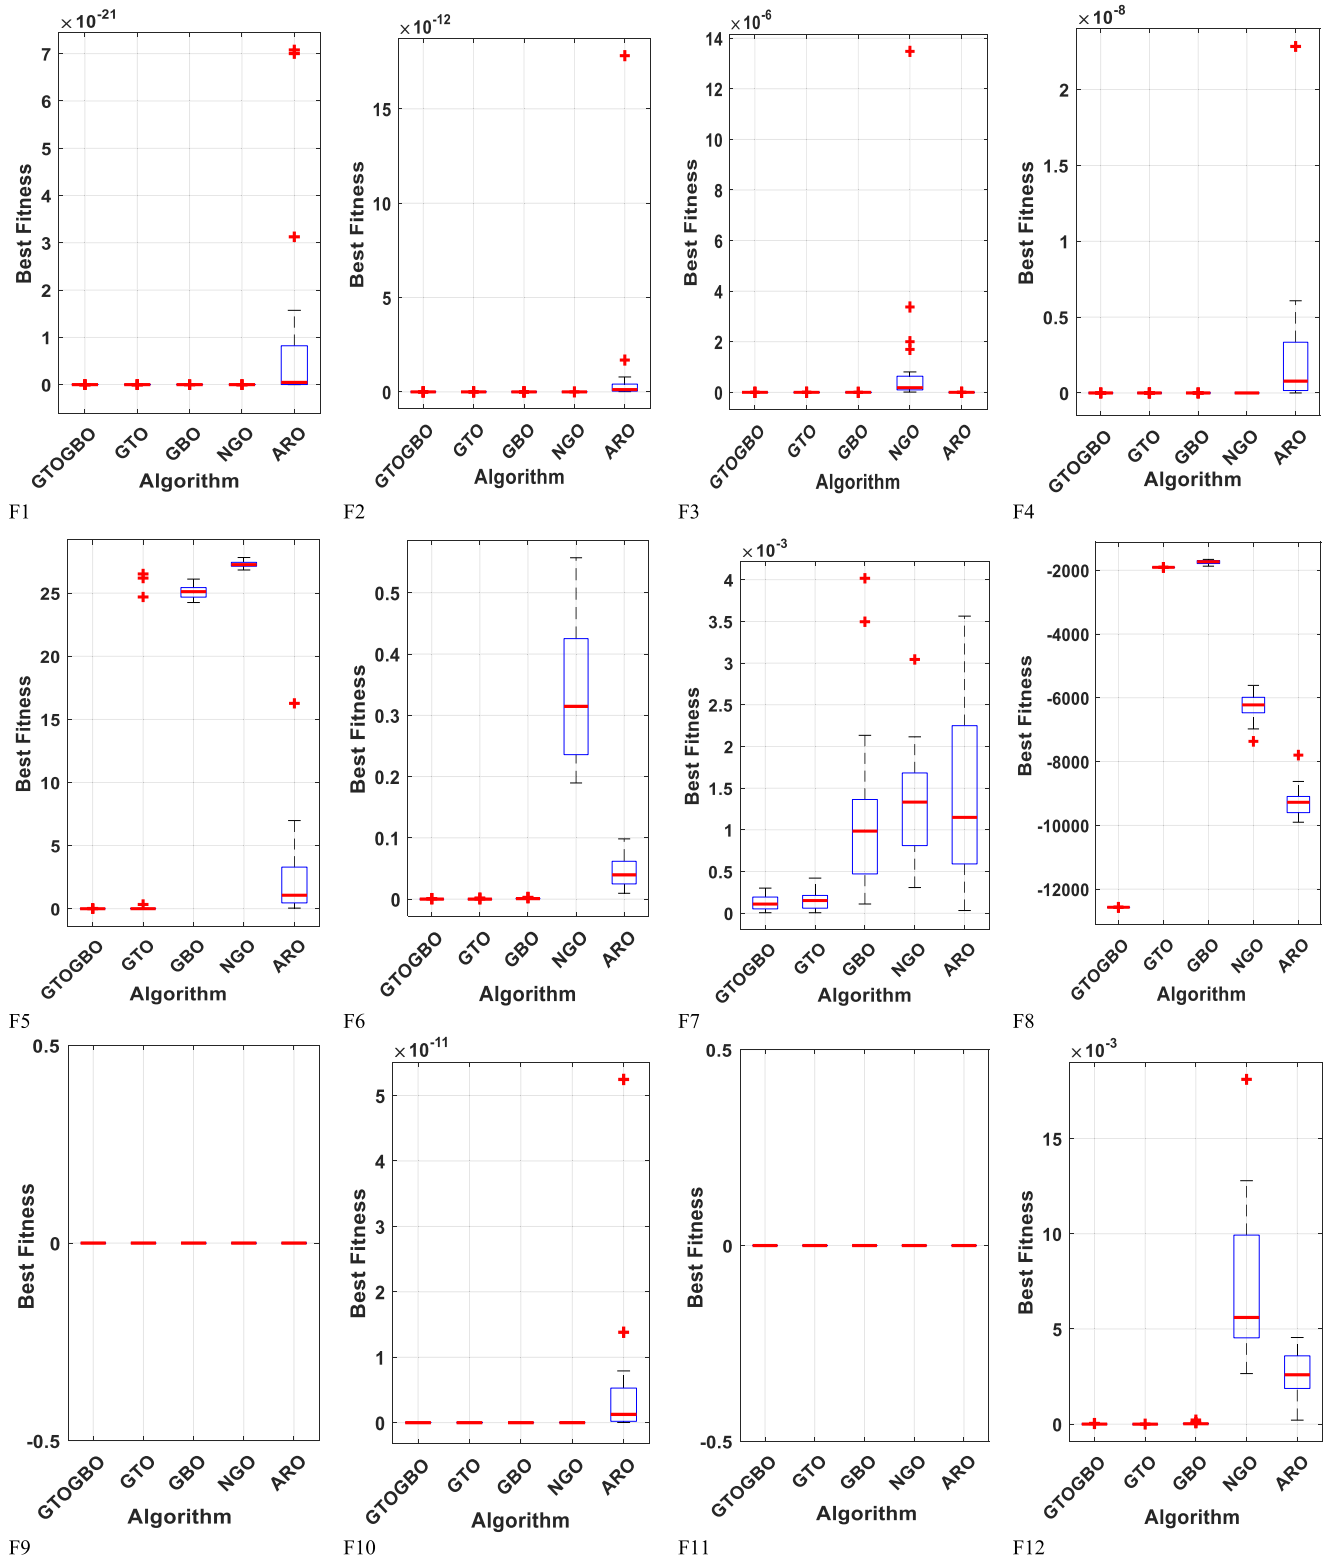 ×10-21
7
6
5
4
3
2
1
0
Best Fitness
GTOGBO
GTO
GBO
NGO
ARO
Algorithm
F1
×10-12
15
10
5
0
Best Fitness
GTOGBO
GTO
GBO
NGO
ARO
Algorithm
F2
×10-6
14
12
10
8
6
4
2
0
Best Fitness
GTOGBO
GTO
GBO
NGO
ARO
Algorithm
F3
×10-8
2
1.5
1
0.5
0
Best Fitness
GTOGBO
GTO
GBO
NGO
ARO
Algorithm
F4
25
20
15
10
5
0
Best Fitness
GTOGBO
GTO
GBO
NGO
ARO
Algorithm
F5
0.5
0.4
0.3
0.2
0.1
0
Best Fitness
GTOGBO
GTO
GBO
NGO
ARO
Algorithm
F6
×10-3
4
3.5
3
2.5
2
1.5
1
0.5
0
Best Fitness
GTOGBO
GTO
GBO
NGO
ARO
Algorithm
F7
-2000
-4000
-6000
-8000
-10000
-12000
Best Fitness
GTOGBO
GTO
GBO
NGO
ARO
Algorithm
F8
0.5
0
-0.5
Best Fitness
GTOGBO
GTO
GBO
NGO
ARO
Algorithm
F9
×10-11
5
4
3
2
1
0
Best Fitness
GTOGBO
GTO
GBO
NGO
ARO
Algorithm
F10
0.5
0
-0.5
Best Fitness
GTOGBO
GTO
GBO
NGO
ARO
Algorithm
F11
×10-3
15
10
5
0
Best Fitness
GTOGBO
GTO
GBO
NGO
ARO
Algorithm
F12